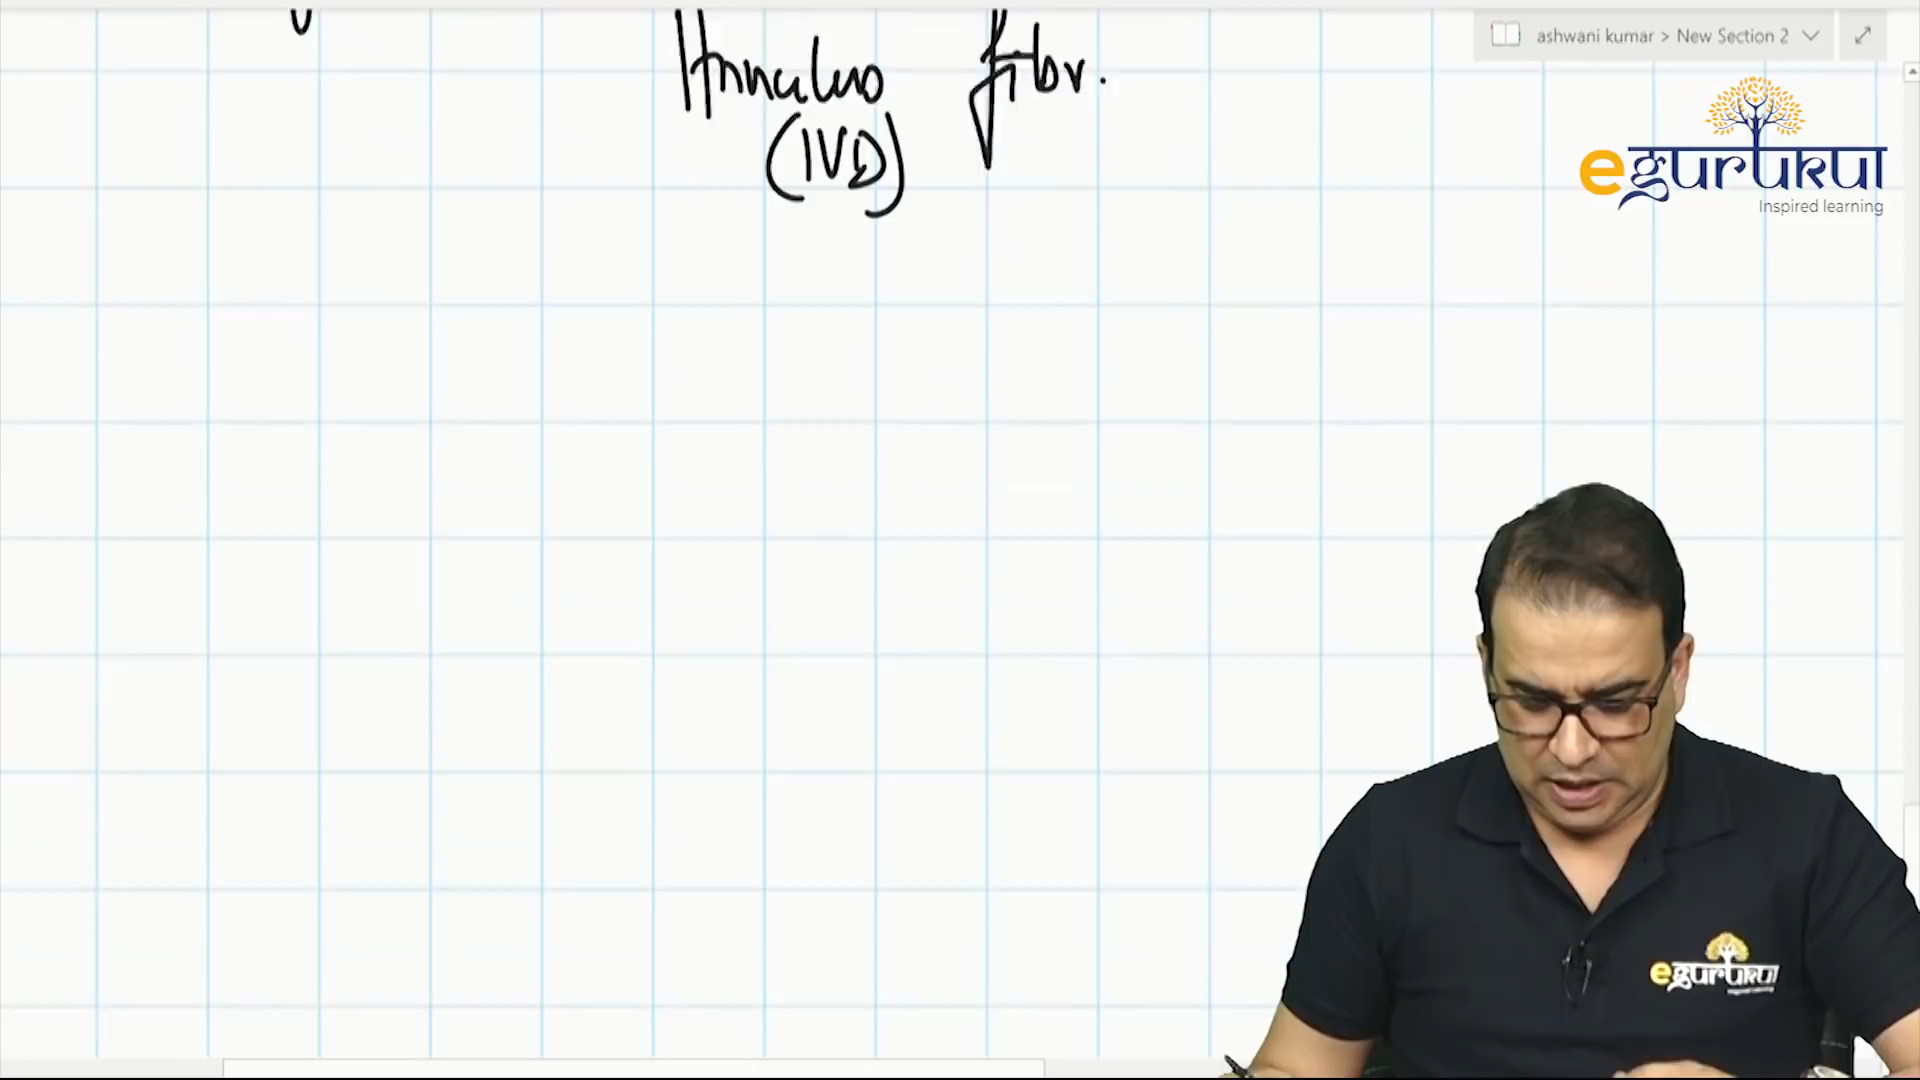 ashwani kumar > New Section 2
Annulus fibr.
(IVD)
egurukul
Inspired learning
egurukul